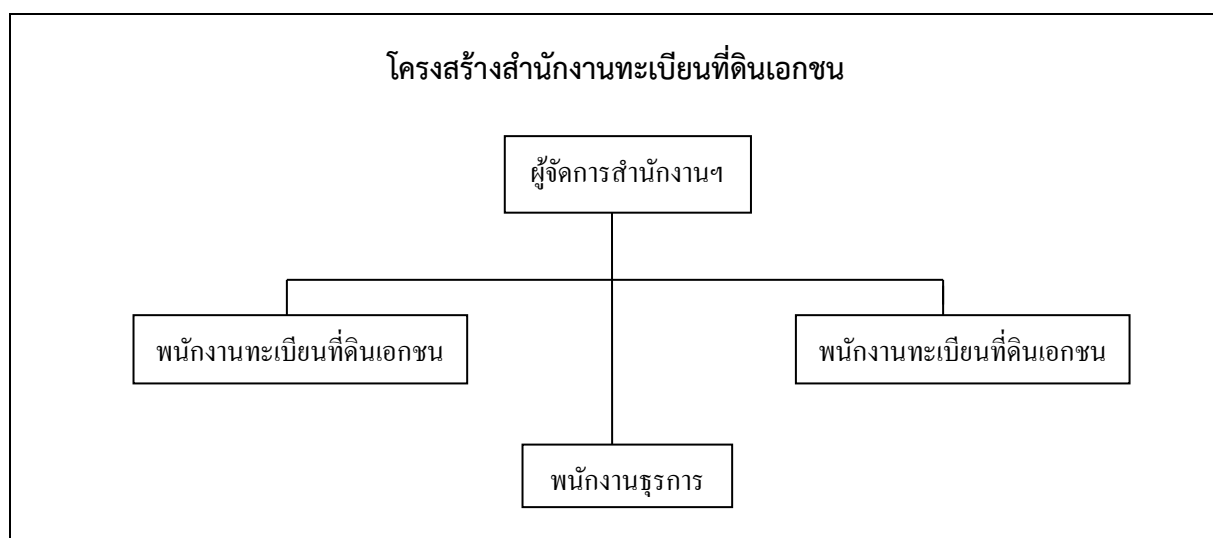 โครงสร้างสำนักงานทะเบียนที่ดินเอกชน
ผู้จัดการสำนักงานฯ
พนักงานทะเบียนที่ดินเอกชน
พนักงานทะเบียนที่ดินเอกชน
พนักงานธุรการ